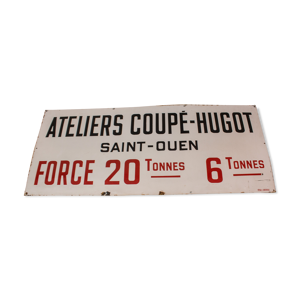 ATELIERS COUPÉ-HUGOT
SAINT-OUEN
FORCE 20 TONNES 6 TONNES